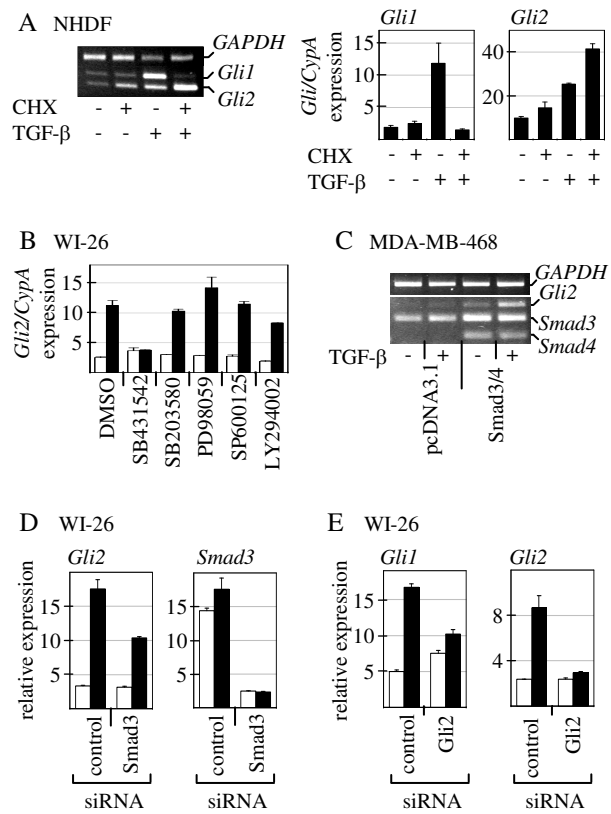 A NHDF
GAPDH
Gli1
Gli2
CHX - + - +
TGF-β - - + +
Gli/CypA
expression
Gli1
15
10
5
CHX - + - +
TGF-β - - + +
Gli2
40
20
- + - +
- - + +
B WI-26
Gli2/CypA
expression
15
10
5
DMSO
SB431542
SB203580
PD98059
SP600125
LY294002
C MDA-MB-468
GAPDH
Gli2
Smad3
Smad4
TGF-β - + - +
pcDNA3.1
Smad3/4
D WI-26
relative expression
Gli2
15
10
5
control
Smad3
siRNA
Smad3
15
10
5
control
Smad3
siRNA
E WI-26
relative expression
Gli1
15
10
5
control
Gli2
siRNA
Gli2
8
4
control
Gli2
siRNA